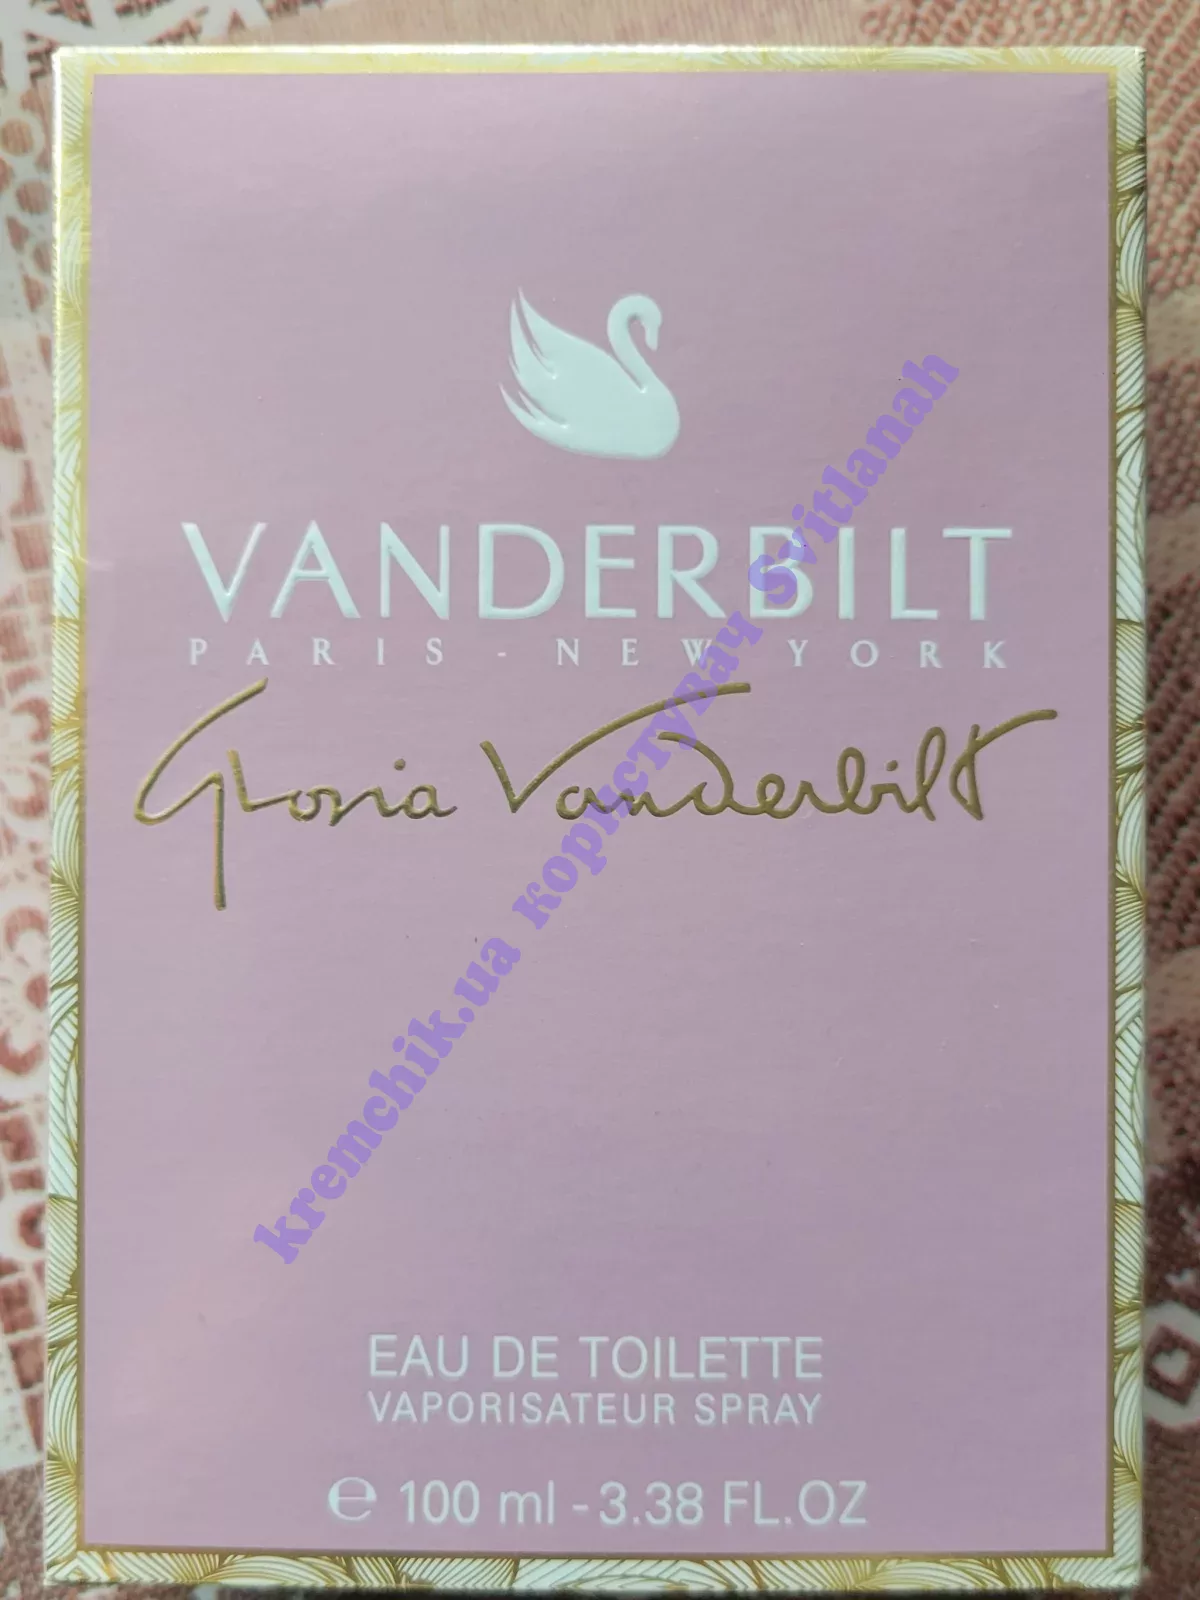 VANDERBILT
PARIS - NEW YORK
Gloria Vanderbilt
kremchik.ua користувач Svitlanah
EAU DE TOILETTE
VAPORISATEUR SPRAY
℮ 100 ml - 3.38 FL.OZ